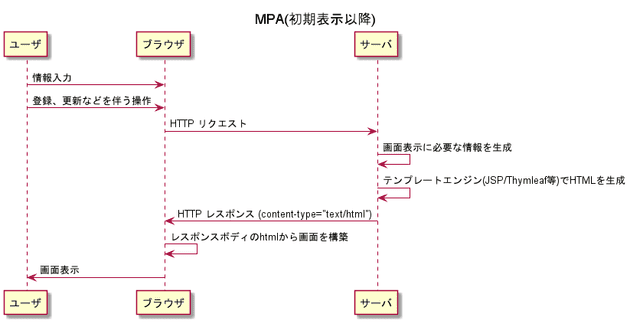 MPA(初期表示以降)
ユーザ ブラウザ サーバ
情報入力
登録、更新などを伴う操作
HTTP リクエスト
画面表示に必要な情報を生成
テンプレートエンジン(JSP/Thymleaf等)でHTMLを生成
HTTP レスポンス (content-type="text/html")
レスポンスボディのhtmlから画面を構築
画面表示
ユーザ ブラウザ サーバ